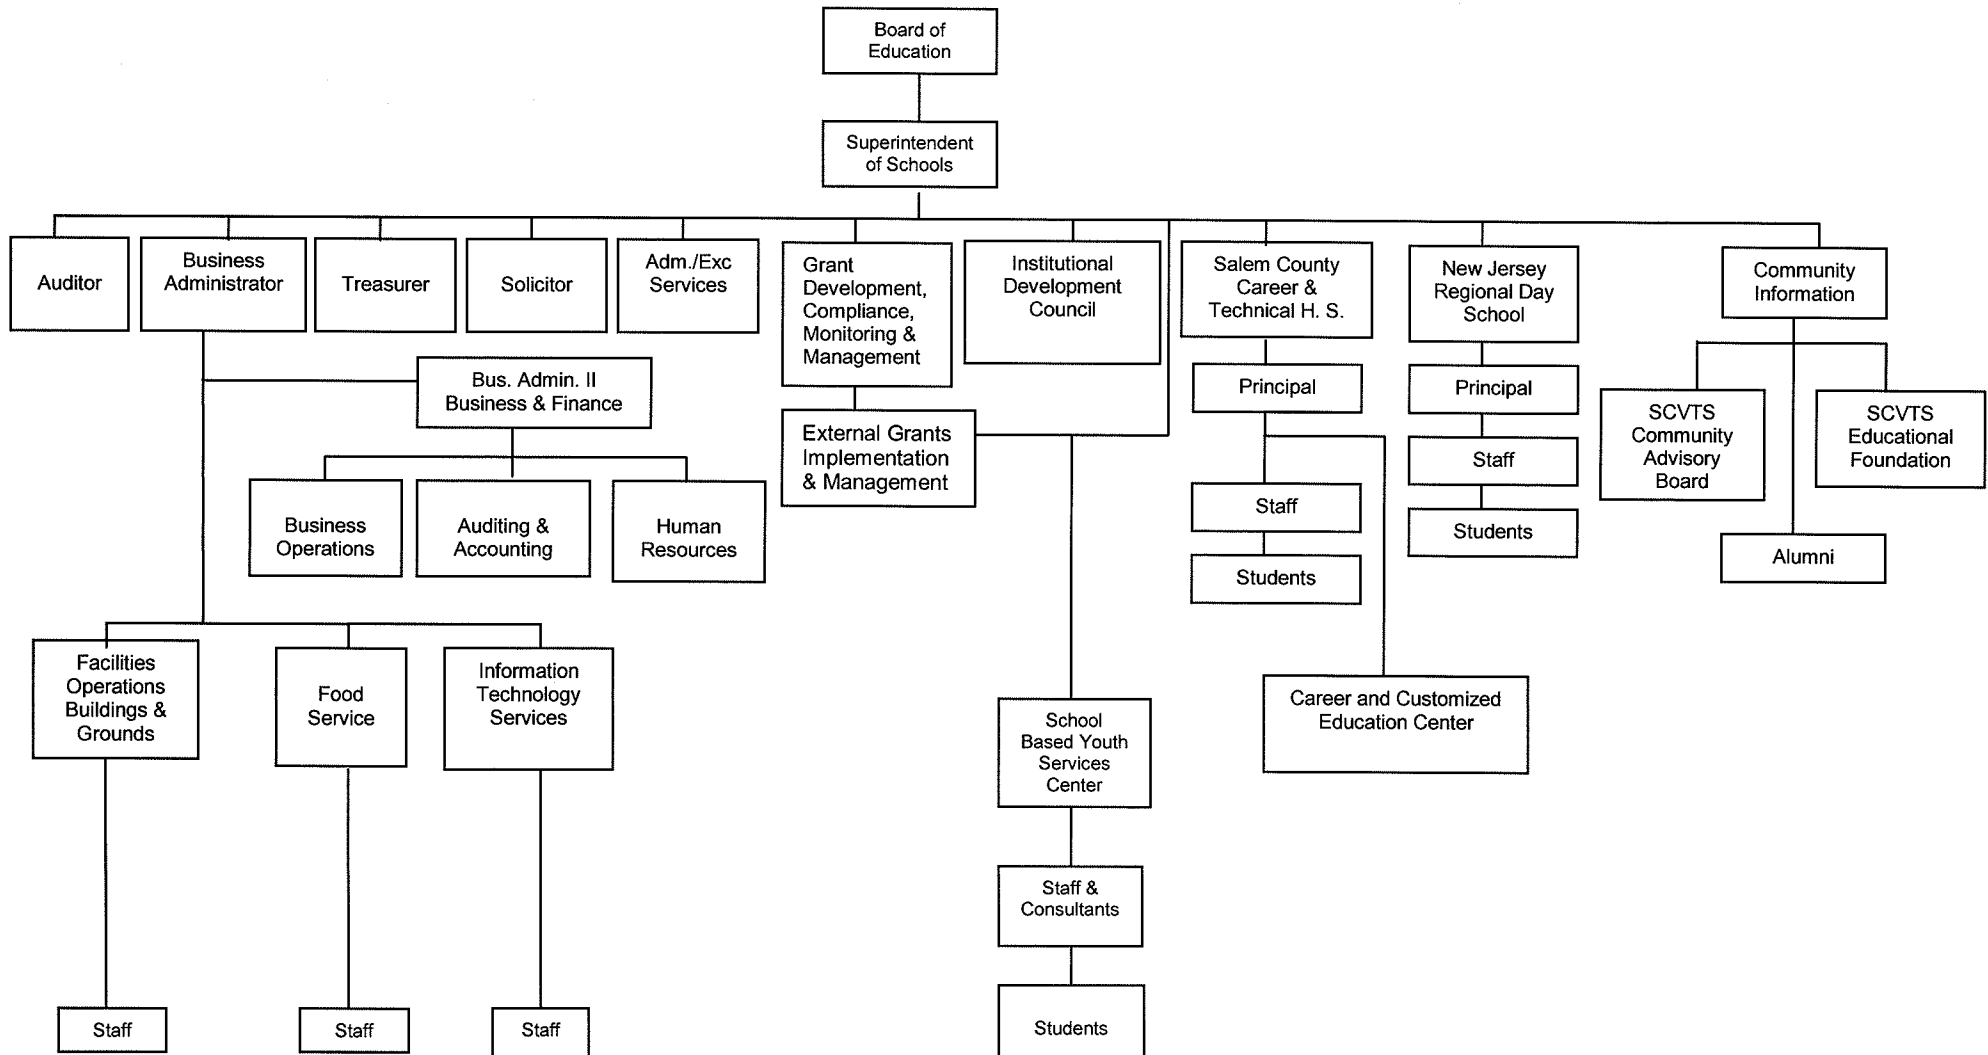 Board of
Education
Superintendent
of Schools
Auditor
Business
Administrator
Treasurer
Solicitor
Adm./Exc
Services
Grant
Development,
Compliance,
Monitoring &
Management
Institutional
Development
Council
Salem County
Career &
Technical H. S.
New Jersey
Regional Day
School
Community
Information
Bus. Admin. II
Business & Finance
External Grants
Implementation
& Management
Principal
Principal
SCVTS
Community
Advisory
Board
SCVTS
Educational
Foundation
Business
Operations
Auditing &
Accounting
Human
Resources
Staff
Staff
Students
Students
Alumni
Facilities
Operations
Buildings &
Grounds
Food
Service
Information
Technology
Services
School
Based Youth
Services
Center
Career and Customized
Education Center
Staff &
Consultants
Staff
Staff
Staff
Students